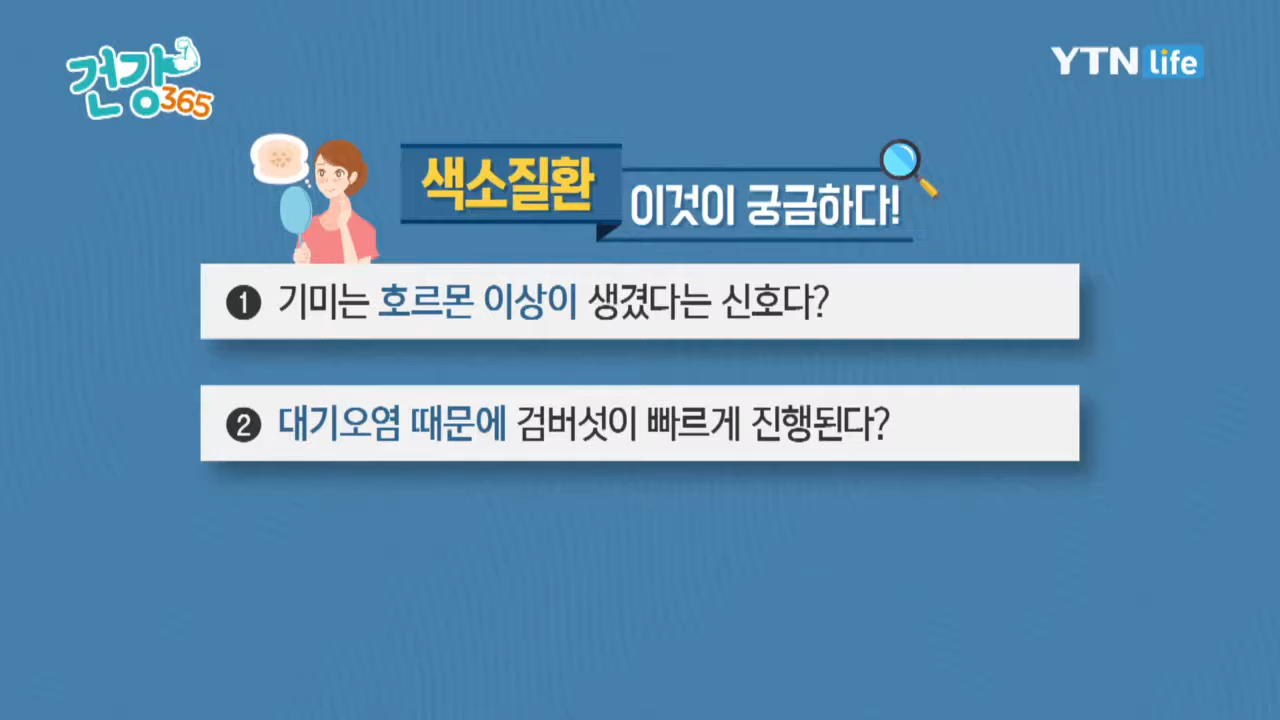 건강365
YTN life
색소질환 이것이 궁금하다!
1 기미는 호르몬 이상이 생겼다는 신호다?
2 대기오염 때문에 검버섯이 빠르게 진행된다?